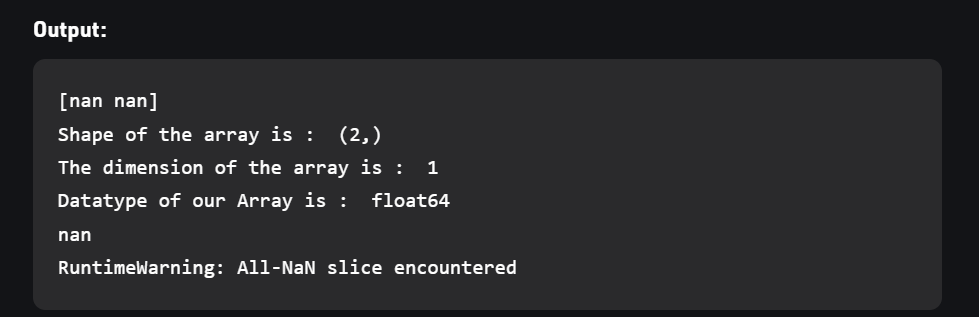 Output:
[nan nan]
Shape of the array is :  (2,)
The dimension of the array is :  1
Datatype of our Array is :  float64
nan
RuntimeWarning: All-NaN slice encountered